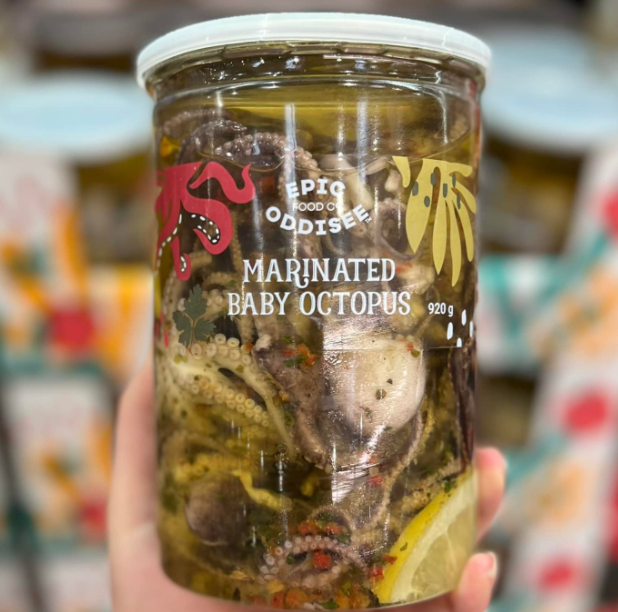 EPIC
FOOD CO
ODDISEE
MARINATED
BABY OCTOPUS
920 g